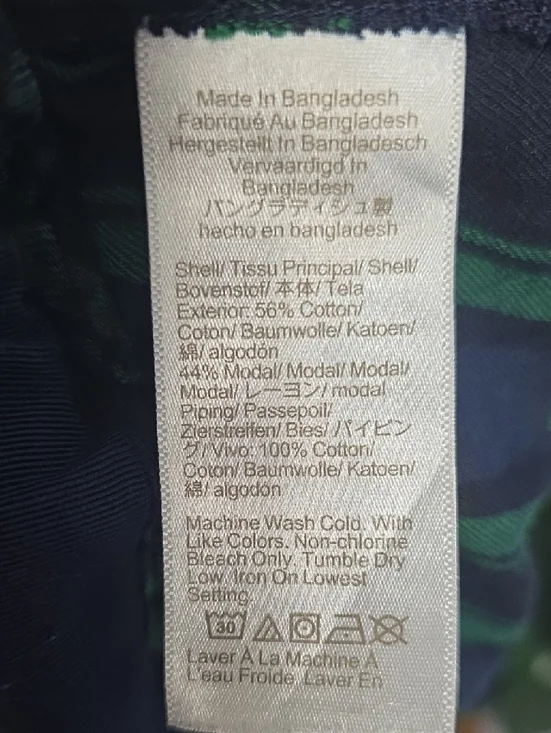 Made In Bangladesh
Fabriqué Au Bangladesh
Hergestellt In Bangladesch
Vervaardigd In
Bangladesh
バングラディシュ製
hecho en bangladesh
Shell/ Tissu Principal/ Shell/
Bovenstof/ 本体/ Tela
Exterior: 56% Cotton/
Coton/ Baumwolle/ Katoen/
綿/ algodón
44% Modal/ Modal/ Modal/
Modal/ レーヨン/ modal
Piping/ Passepoil/
Zierstreifen/ Bies/ パイピン
グ/ Vivo: 100% Cotton/
Coton/ Baumwolle/ Katoen/
綿/ algodón
Machine Wash Cold. With
Like Colors. Non-chlorine
Bleach Only. Tumble Dry
Low. Iron On Lowest
Setting.
30
Laver À La Machine À
L'eau Froide, Laver En